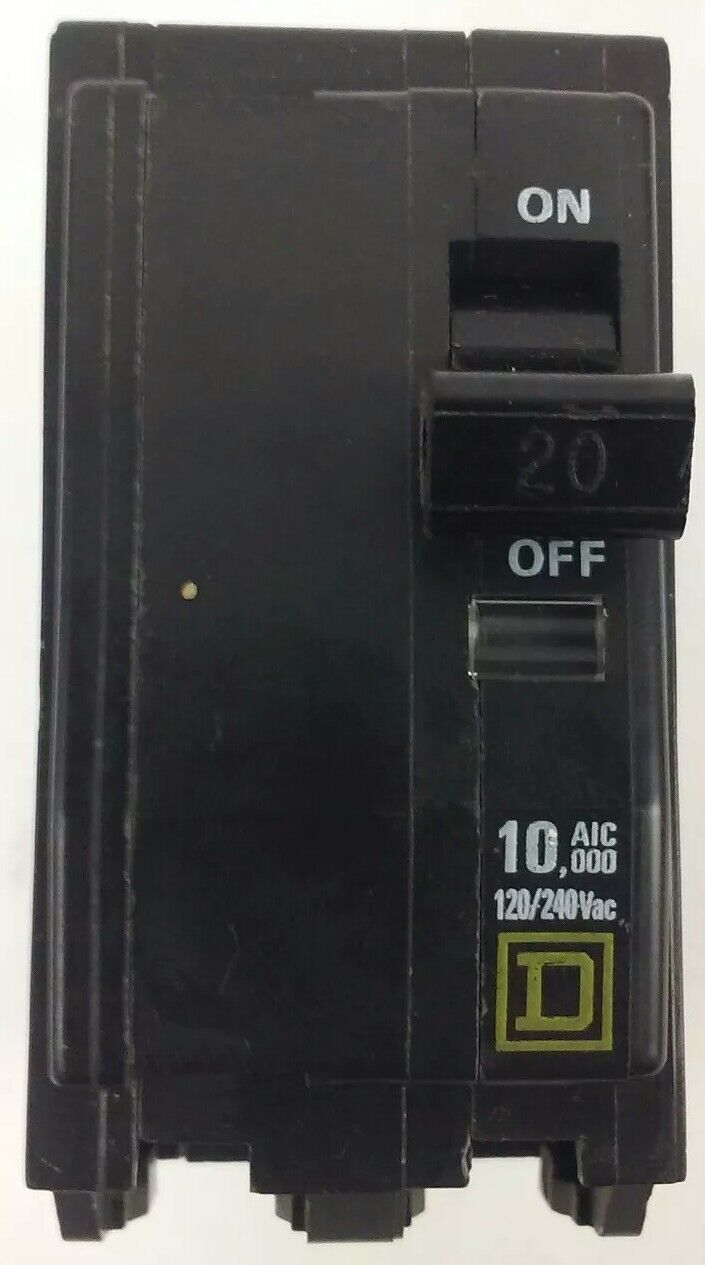 ON
20
OFF
10,000 AIC
120/240Vac
D